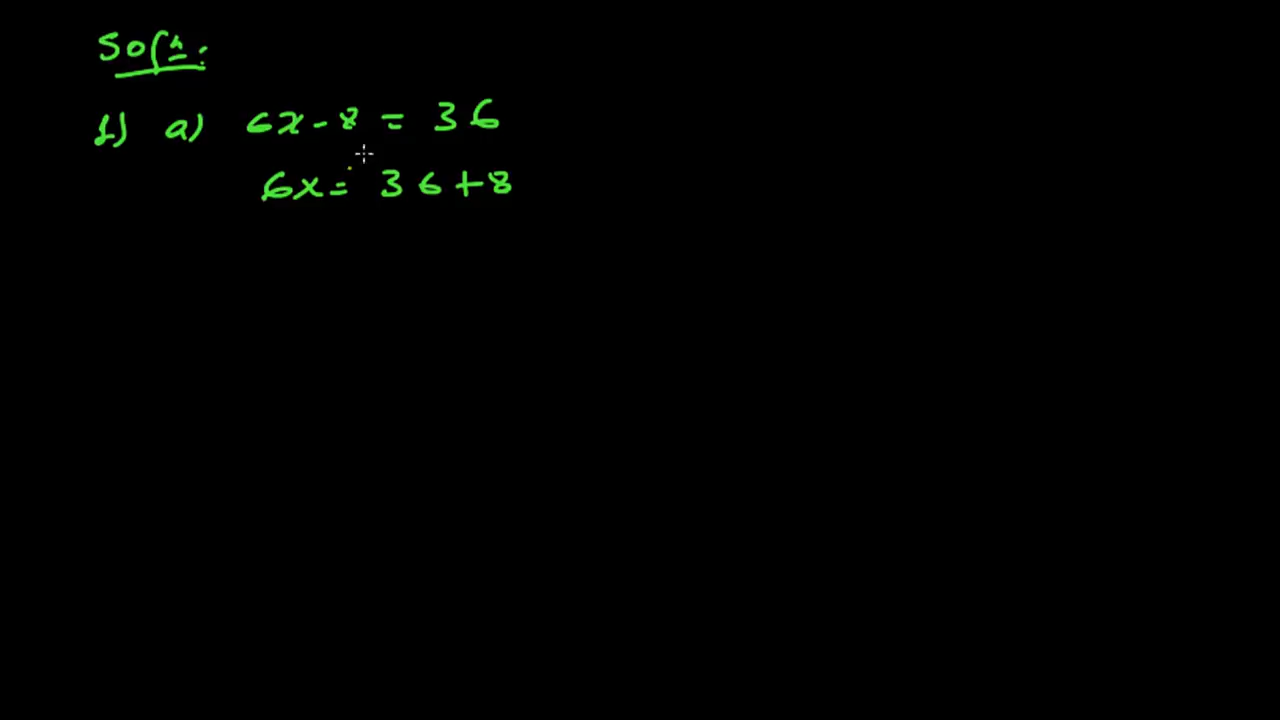 Solⁿ:
1) a) 6x - 8 = 36
6x = 36 + 8